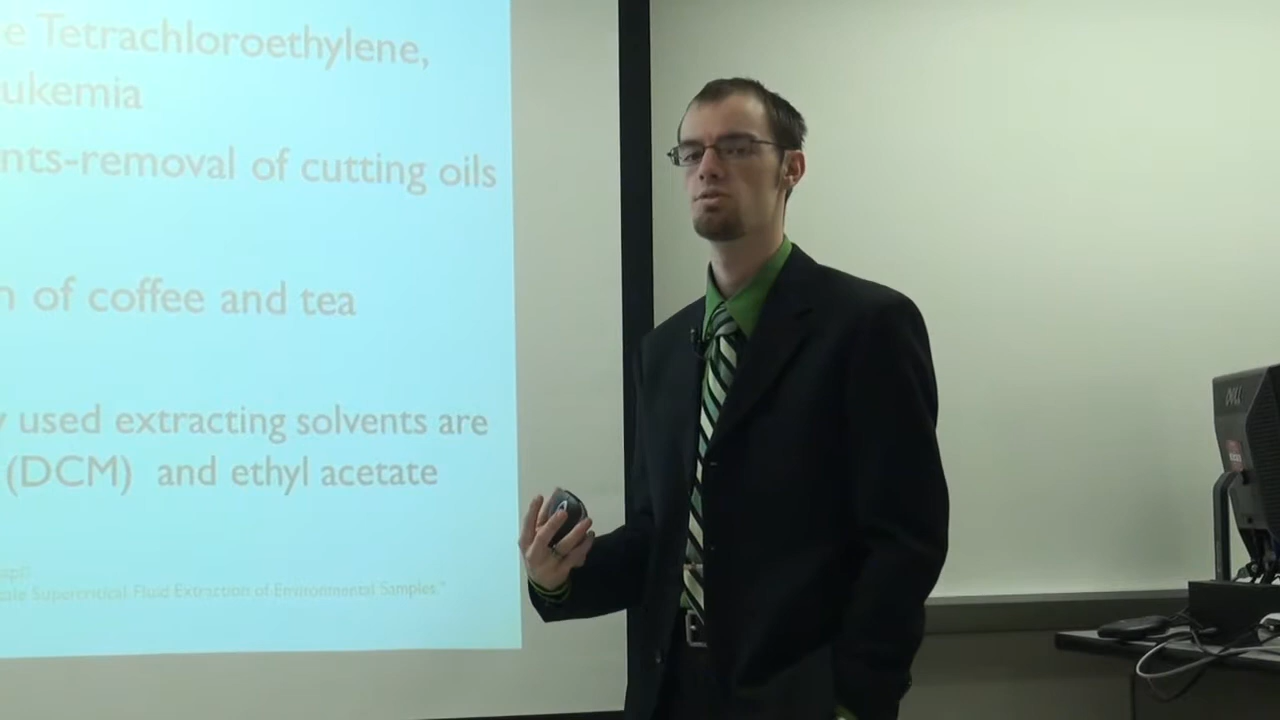 e Tetrachloroethylene,
ukemia
nts-removal of cutting oils
n of coffee and tea
y used extracting solvents are
(DCM) and ethyl acetate
Supercritical Fluid Extraction of Environmental Samples."
DELL